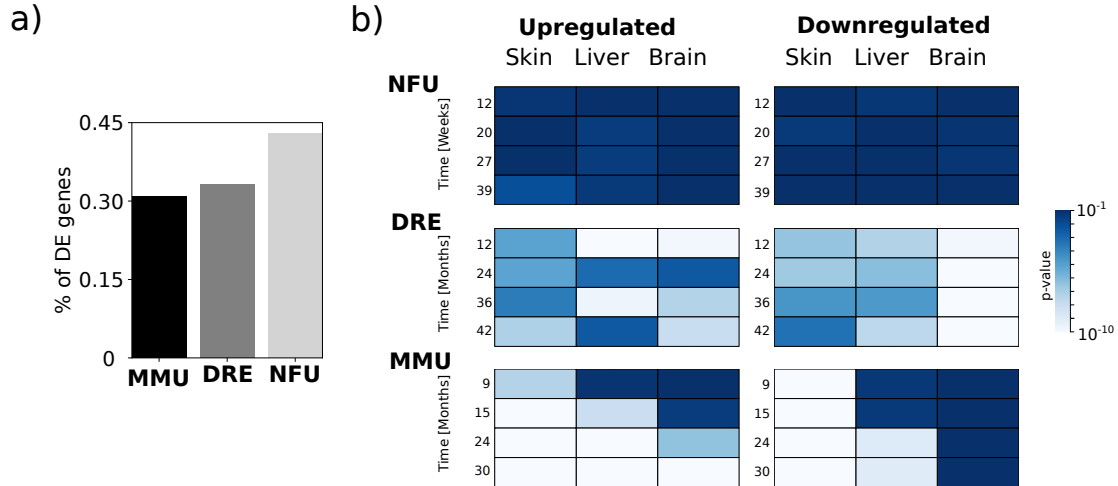 a)
% of DE genes
0.45
0.30
0.15
0
MMU DRE NFU
b)
Upregulated Downregulated
Skin Liver Brain Skin Liver Brain
NFU
Time [Weeks]
12 12
20 20
27 27
39 39
DRE
Time [Months]
12 12
24 24
36 36
42 42
MMU
Time [Months]
9 9
15 15
24 24
30 30
p-value
10⁻¹
10⁻¹⁰